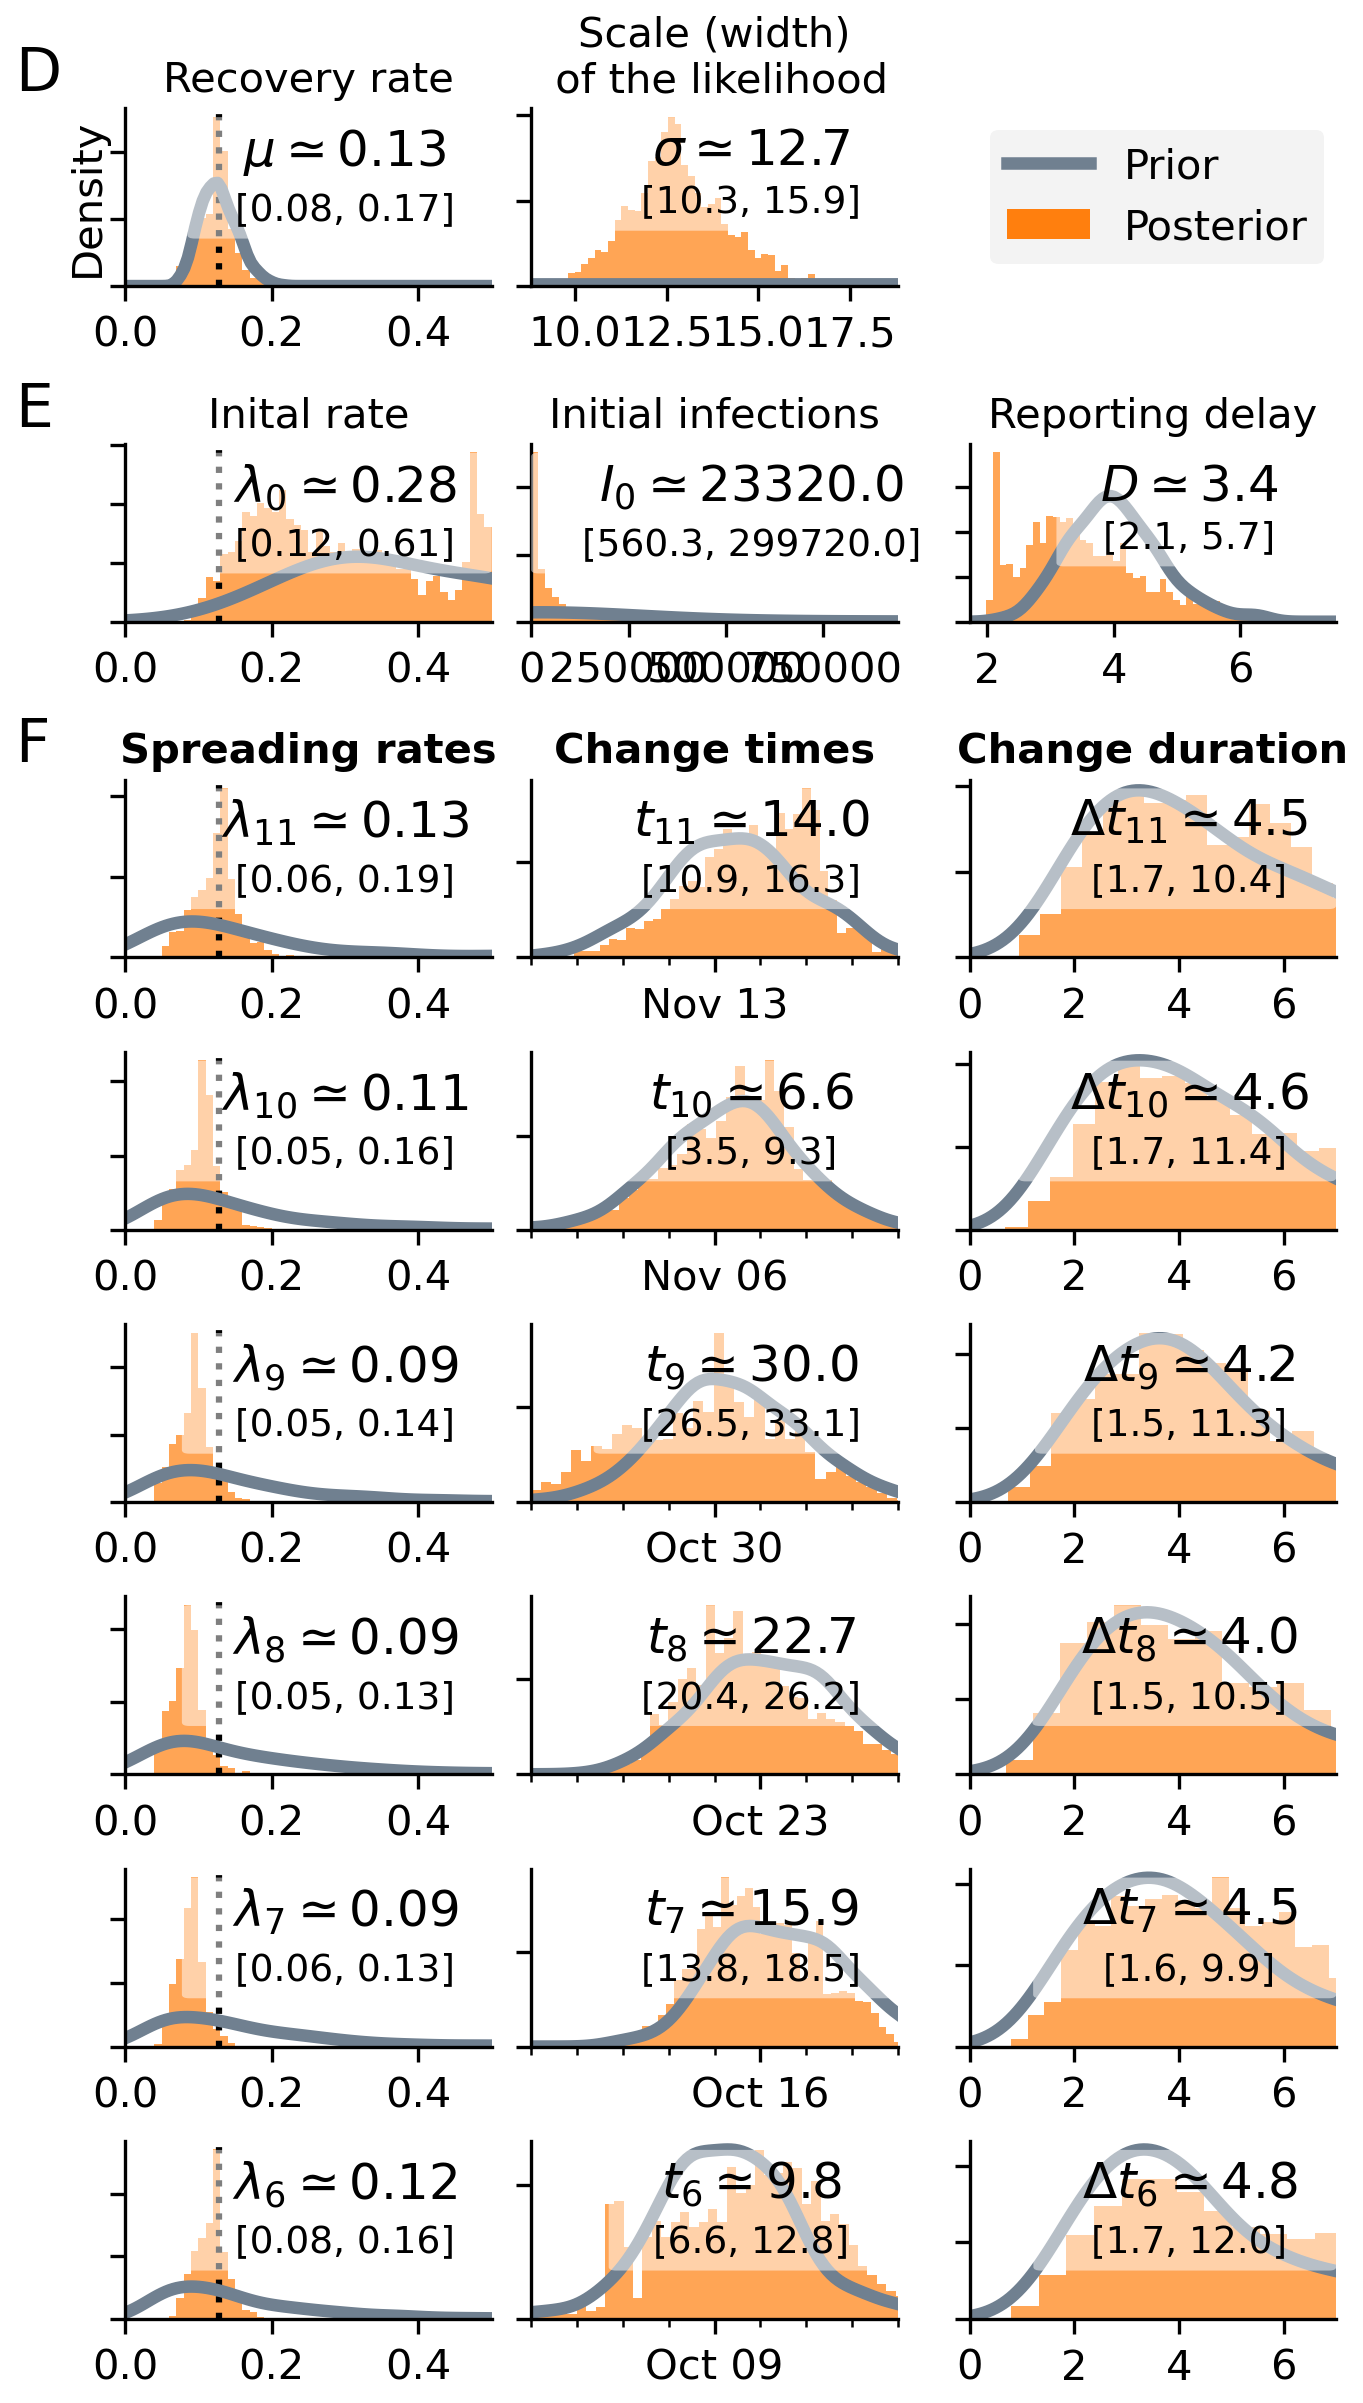 D
Recovery rate
Scale (width)
of the likelihood
Density
μ ≃ 0.13
[0.08, 0.17]
σ ≃ 12.7
[10.3, 15.9]
Prior
Posterior
0.0 0.2 0.4
10.0 12.5 15.0 17.5
E
Inital rate
Initial infections
Reporting delay
λ0 ≃ 0.28
[0.12, 0.61]
I0 ≃ 23320.0
[560.3, 299720.0]
D ≃ 3.4
[2.1, 5.7]
0.0 0.2 0.4
0 250000 500000 750000
2 4 6
F
Spreading rates
Change times
Change duration
λ11 ≃ 0.13
[0.06, 0.19]
t11 ≃ 14.0
[10.9, 16.3]
Δt11 ≃ 4.5
[1.7, 10.4]
0.0 0.2 0.4
Nov 13
0 2 4 6
λ10 ≃ 0.11
[0.05, 0.16]
t10 ≃ 6.6
[3.5, 9.3]
Δt10 ≃ 4.6
[1.7, 11.4]
0.0 0.2 0.4
Nov 06
0 2 4 6
λ9 ≃ 0.09
[0.05, 0.14]
t9 ≃ 30.0
[26.5, 33.1]
Δt9 ≃ 4.2
[1.5, 11.3]
0.0 0.2 0.4
Oct 30
0 2 4 6
λ8 ≃ 0.09
[0.05, 0.13]
t8 ≃ 22.7
[20.4, 26.2]
Δt8 ≃ 4.0
[1.5, 10.5]
0.0 0.2 0.4
Oct 23
0 2 4 6
λ7 ≃ 0.09
[0.06, 0.13]
t7 ≃ 15.9
[13.8, 18.5]
Δt7 ≃ 4.5
[1.6, 9.9]
0.0 0.2 0.4
Oct 16
0 2 4 6
λ6 ≃ 0.12
[0.08, 0.16]
t6 ≃ 9.8
[6.6, 12.8]
Δt6 ≃ 4.8
[1.7, 12.0]
0.0 0.2 0.4
Oct 09
0 2 4 6